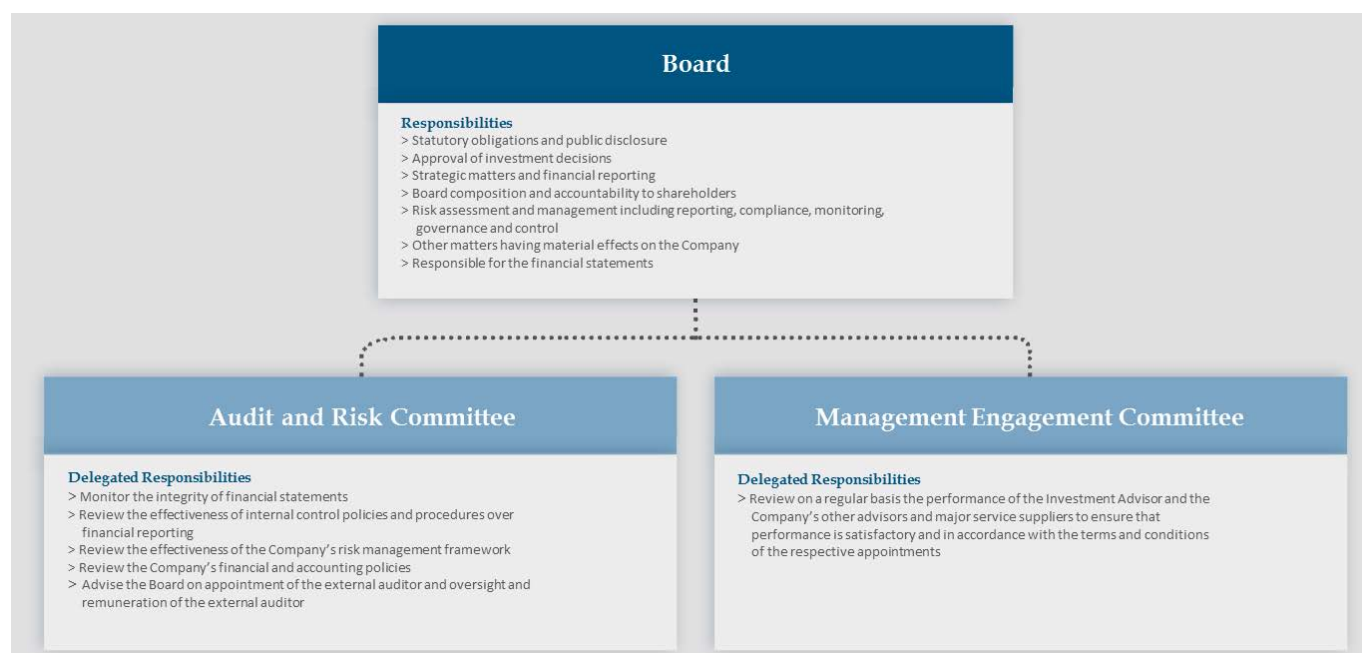 Board
Responsibilities
> Statutory obligations and public disclosure
> Approval of investment decisions
> Strategic matters and financial reporting
> Board composition and accountability to shareholders
> Risk assessment and management including reporting, compliance, monitoring,
governance and control
> Other matters having material effects on the Company
> Responsible for the financial statements
Audit and Risk Committee
Delegated Responsibilities
> Monitor the integrity of financial statements
> Review the effectiveness of internal control policies and procedures over
financial reporting
> Review the effectiveness of the Company's risk management framework
> Review the Company's financial and accounting policies
> Advise the Board on appointment of the external auditor and oversight and
remuneration of the external auditor
Management Engagement Committee
Delegated Responsibilities
> Review on a regular basis the performance of the Investment Advisor and the
Company's other advisors and major service suppliers to ensure that
performance is satisfactory and in accordance with the terms and conditions
of the respective appointments